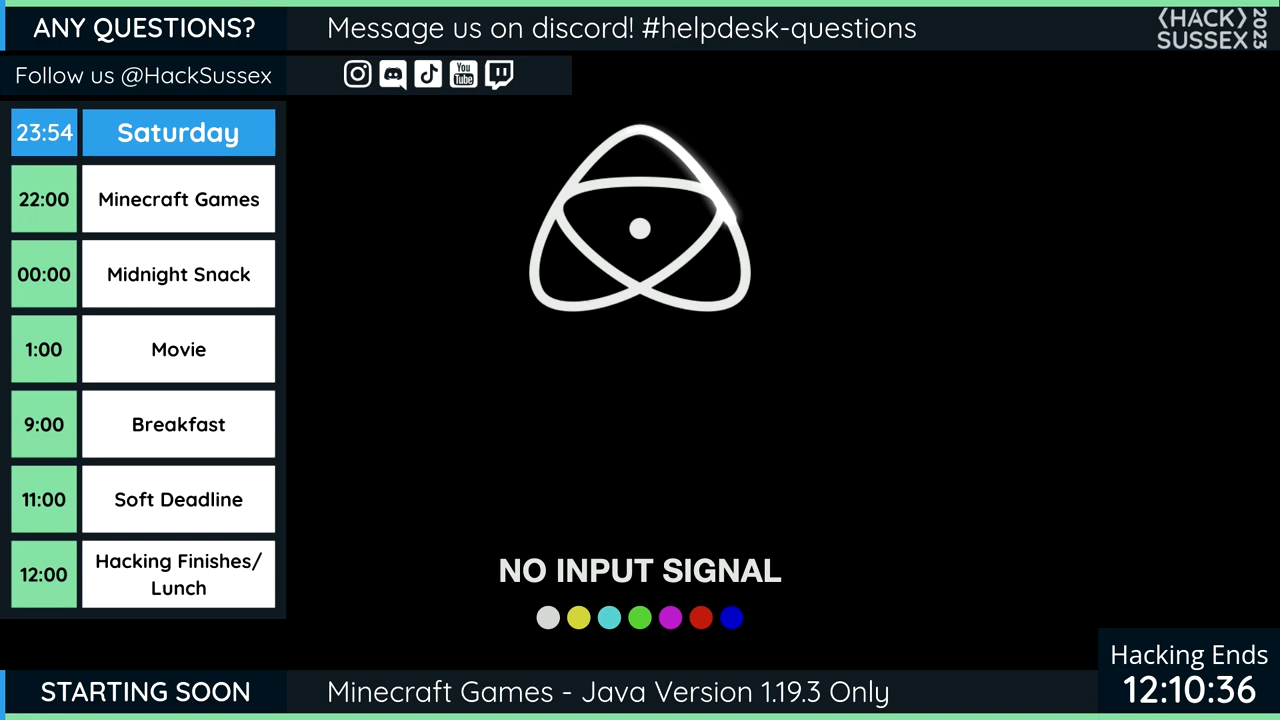 ANY QUESTIONS?
Message us on discord! #helpdesk-questions
⟨HACK⟩
SUSSEX
2023
Follow us @HackSussex
You
Tube
23:54 Saturday
22:00 Minecraft Games
00:00 Midnight Snack
1:00 Movie
9:00 Breakfast
11:00 Soft Deadline
12:00 Hacking Finishes/
Lunch
NO INPUT SIGNAL
Hacking Ends
12:10:36
STARTING SOON
Minecraft Games - Java Version 1.19.3 Only